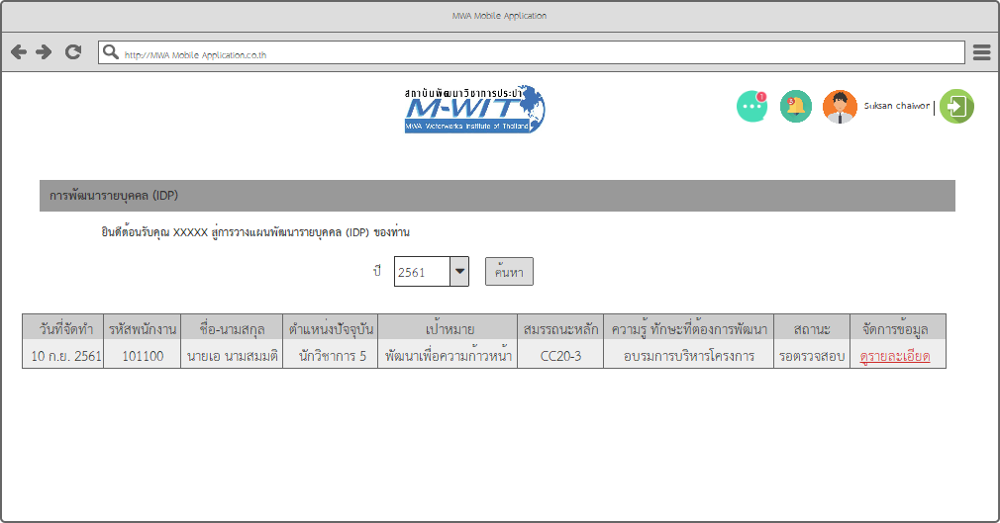 MWA Mobile Application
http://MWA Mobile Application.co.th
สถาบันพัฒนาวิชาการประปา
M-WIT
MWA Waterworks Institute of Thailand
1
3
Suksan chaiwon
การพัฒนารายบุคคล (IDP)
ยินดีต้อนรับคุณ XXXXX สู่การวางแผนพัฒนารายบุคคล (IDP) ของท่าน
ปี 2561 ค้นหา
วันที่จัดทำ รหัสพนักงาน ชื่อ-นามสกุล ตำแหน่งปัจจุบัน เป้าหมาย สมรรถนะหลัก ความรู้ ทักษะที่ต้องการพัฒนา สถานะ จัดการข้อมูล
10 ก.ย. 2561 101100 นายเอ นามสมมติ นักวิชาการ 5 พัฒนาเพื่อความก้าวหน้า CC20-3 อบรมการบริหารโครงการ รอตรวจสอบ ดูรายละเอียด